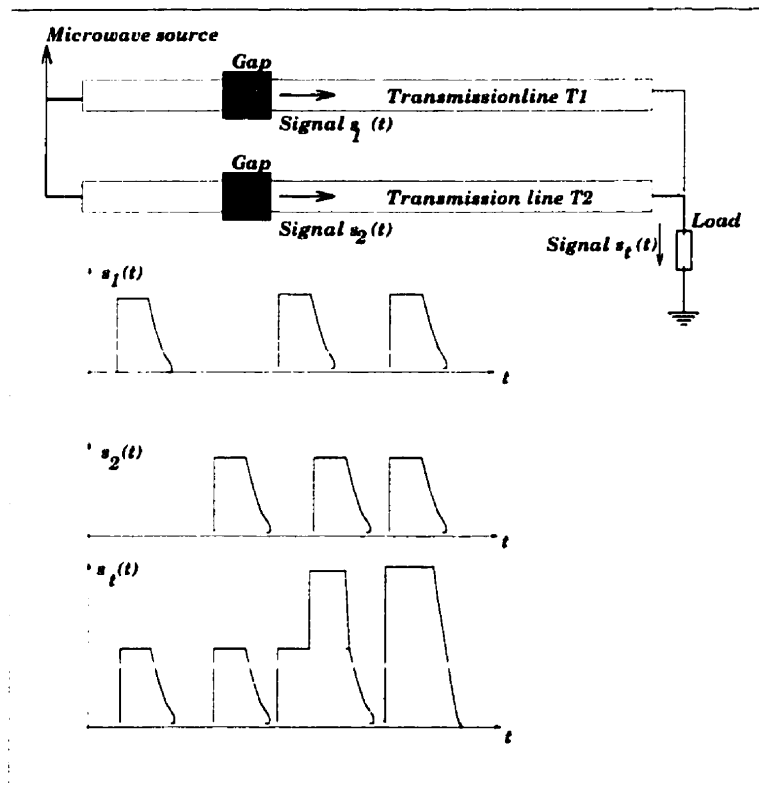 Microwave source
Gap
Transmissionline T1
Signal s1(t)
Gap
Transmission line T2
Signal s2(t)
Load
Signal st(t)
s1(t)
t
s2(t)
t
st(t)
t